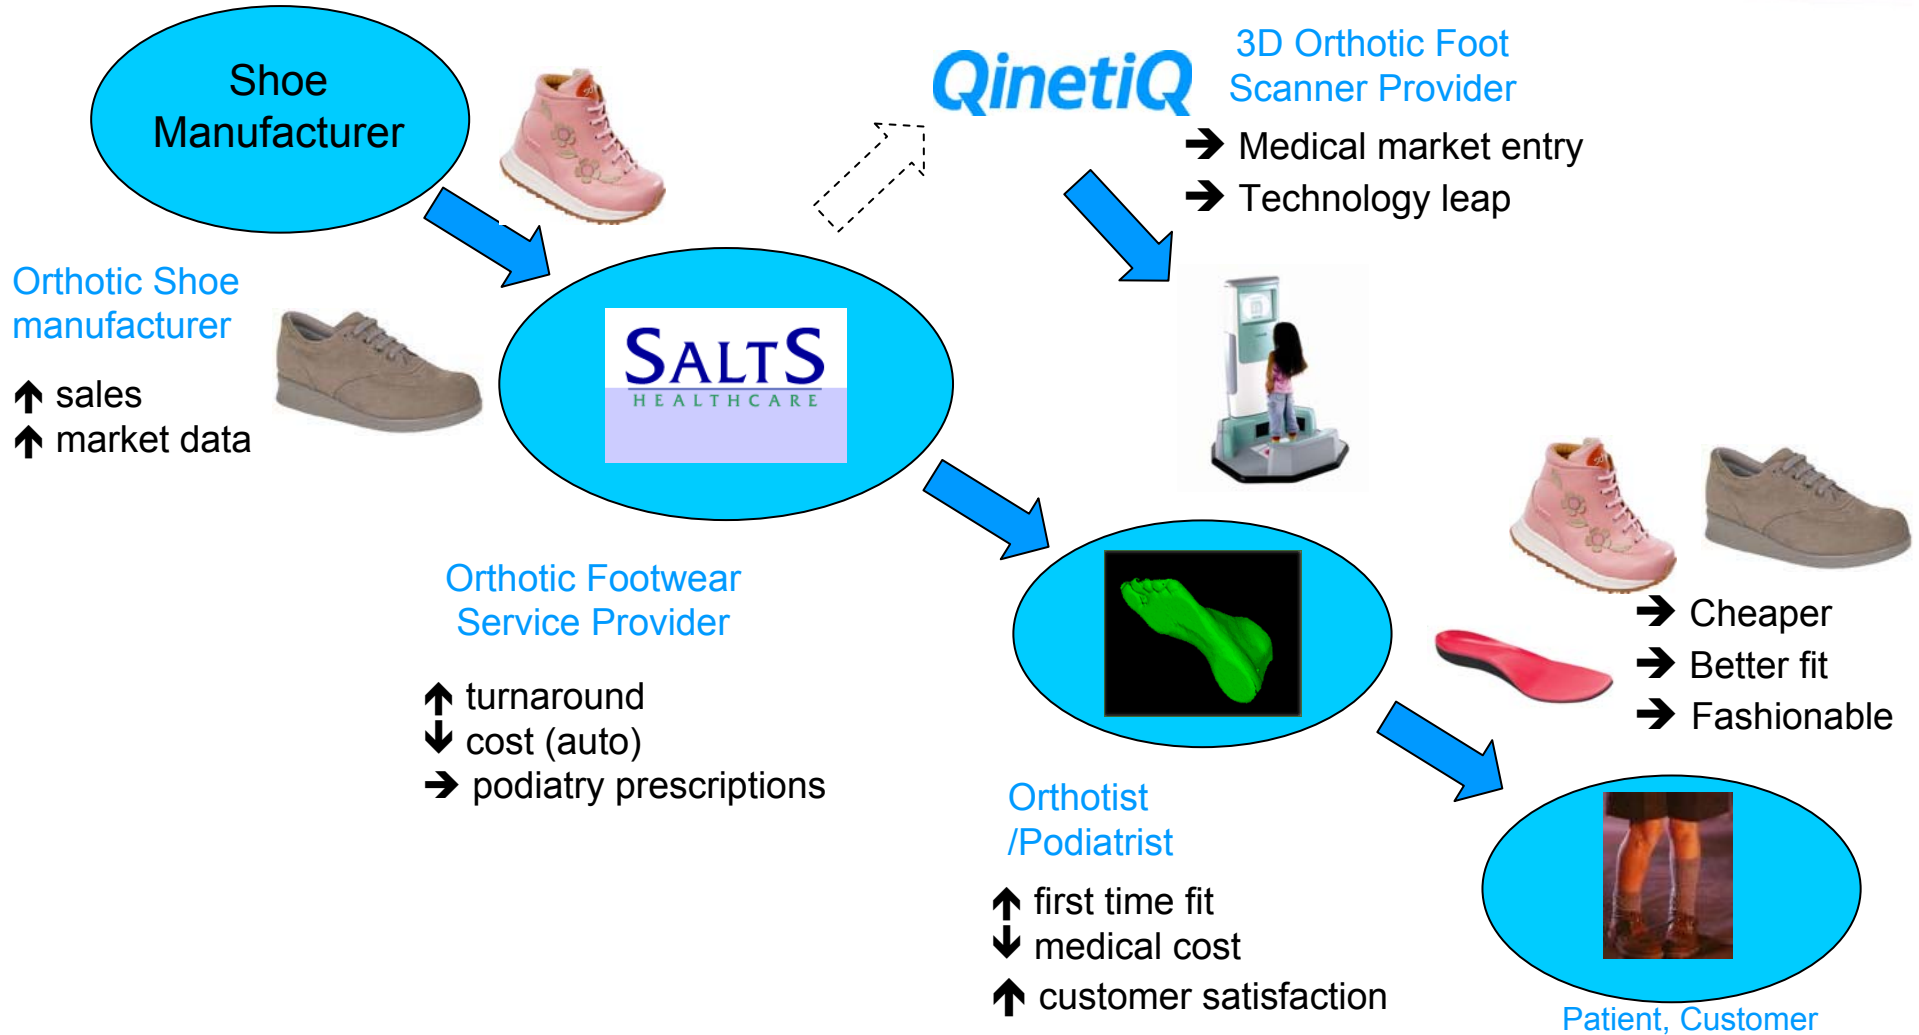 Shoe
Manufacturer
QinetiQ
3D Orthotic Foot
Scanner Provider
➔ Medical market entry
➔ Technology leap
Orthotic Shoe
manufacturer
↑ sales
↑ market data
SALTS
HEALTHCARE
Orthotic Footwear
Service Provider
↑ turnaround
↓ cost (auto)
➔ podiatry prescriptions
➔ Cheaper
➔ Better fit
➔ Fashionable
Orthotist
/Podiatrist
↑ first time fit
↓ medical cost
↑ customer satisfaction
Patient, Customer